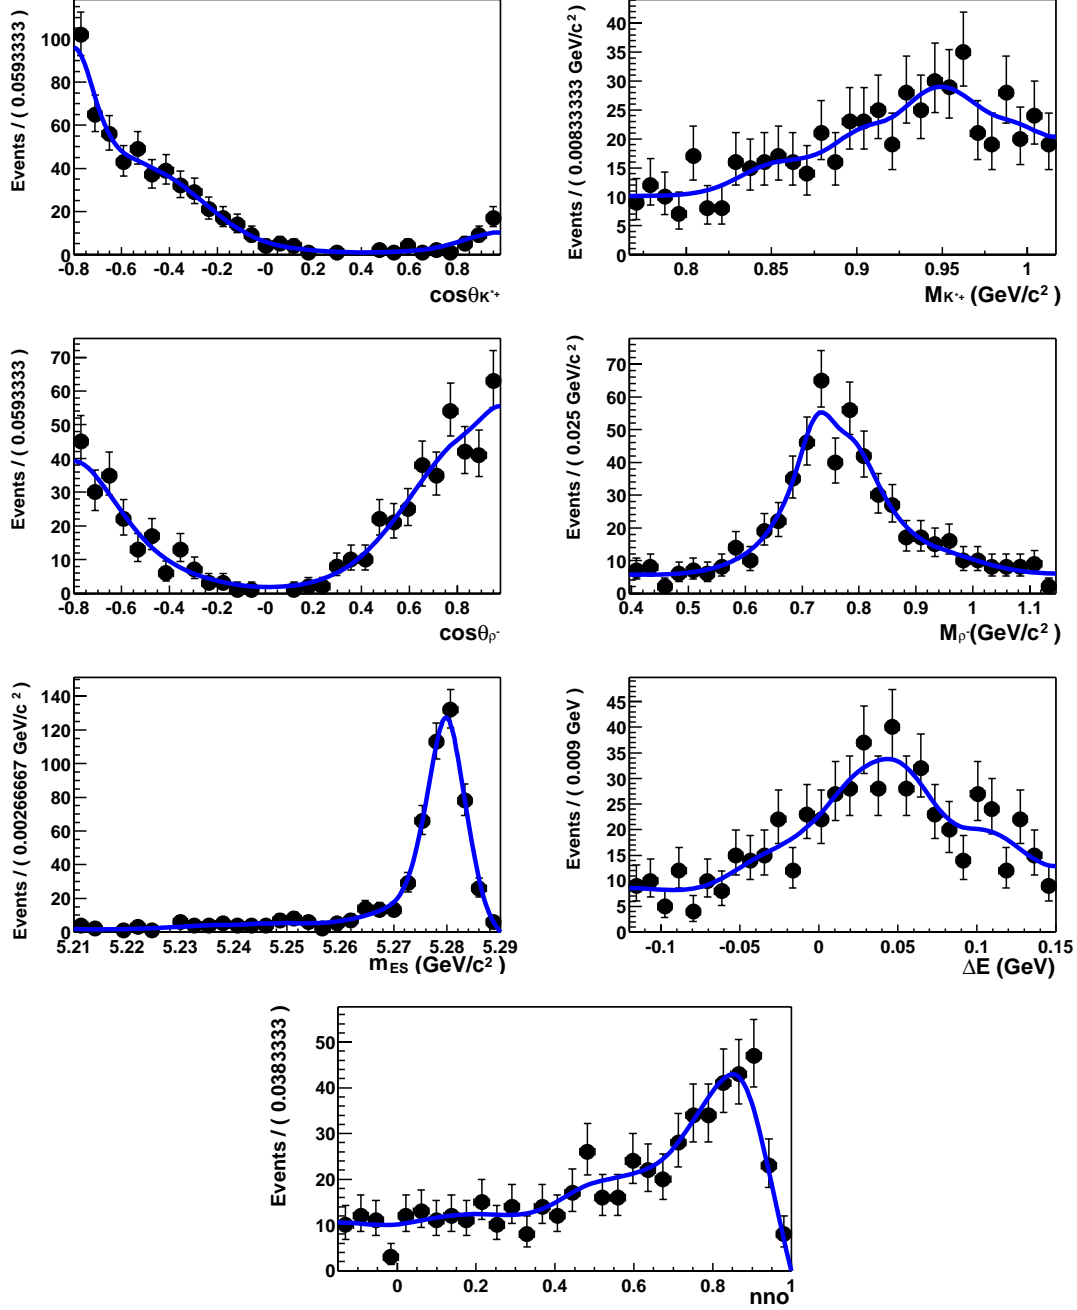 Events / ( 0.0593333 )
100
80
60
40
20
0
-0.8 -0.6 -0.4 -0.2 -0 0.2 0.4 0.6 0.8
cosθK*+
Events / ( 0.00833333 GeV/c² )
40
35
30
25
20
15
10
5
0
0.8 0.85 0.9 0.95 1
MK*+ (GeV/c² )
Events / ( 0.0593333 )
70
60
50
40
30
20
10
0
-0.8 -0.6 -0.4 -0.2 -0 0.2 0.4 0.6 0.8
cosθρ-
Events / ( 0.025 GeV/c² )
70
60
50
40
30
20
10
0
0.4 0.5 0.6 0.7 0.8 0.9 1 1.1
Mρ-(GeV/c² )
Events / ( 0.00266667 GeV/c² )
140
120
100
80
60
40
20
0
5.21 5.22 5.23 5.24 5.25 5.26 5.27 5.28 5.29
mES (GeV/c² )
Events / ( 0.009 GeV )
45
40
35
30
25
20
15
10
5
0
-0.1 -0.05 0 0.05 0.1 0.15
ΔE (GeV)
Events / ( 0.0383333 )
50
40
30
20
10
0
0 0.2 0.4 0.6 0.8 1
nno